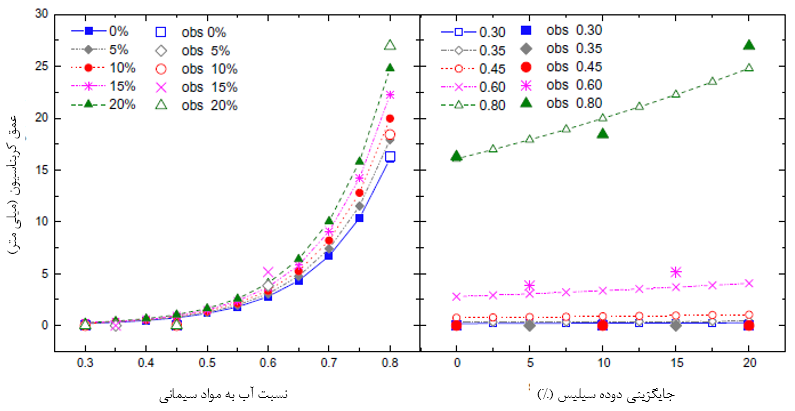 30
25
20
15
10
5
0
عمق کربناسیون (میلی متر)
0%
5%
10%
15%
20%
obs 0%
obs 5%
obs 10%
obs 15%
obs 20%
0.3 0.4 0.5 0.6 0.7 0.8
نسبت آب به مواد سیمانی
0.30
0.35
0.45
0.60
0.80
obs 0.30
obs 0.35
obs 0.45
obs 0.60
obs 0.80
0 5 10 15 20
جایگزینی دوده سیلیس (٪)